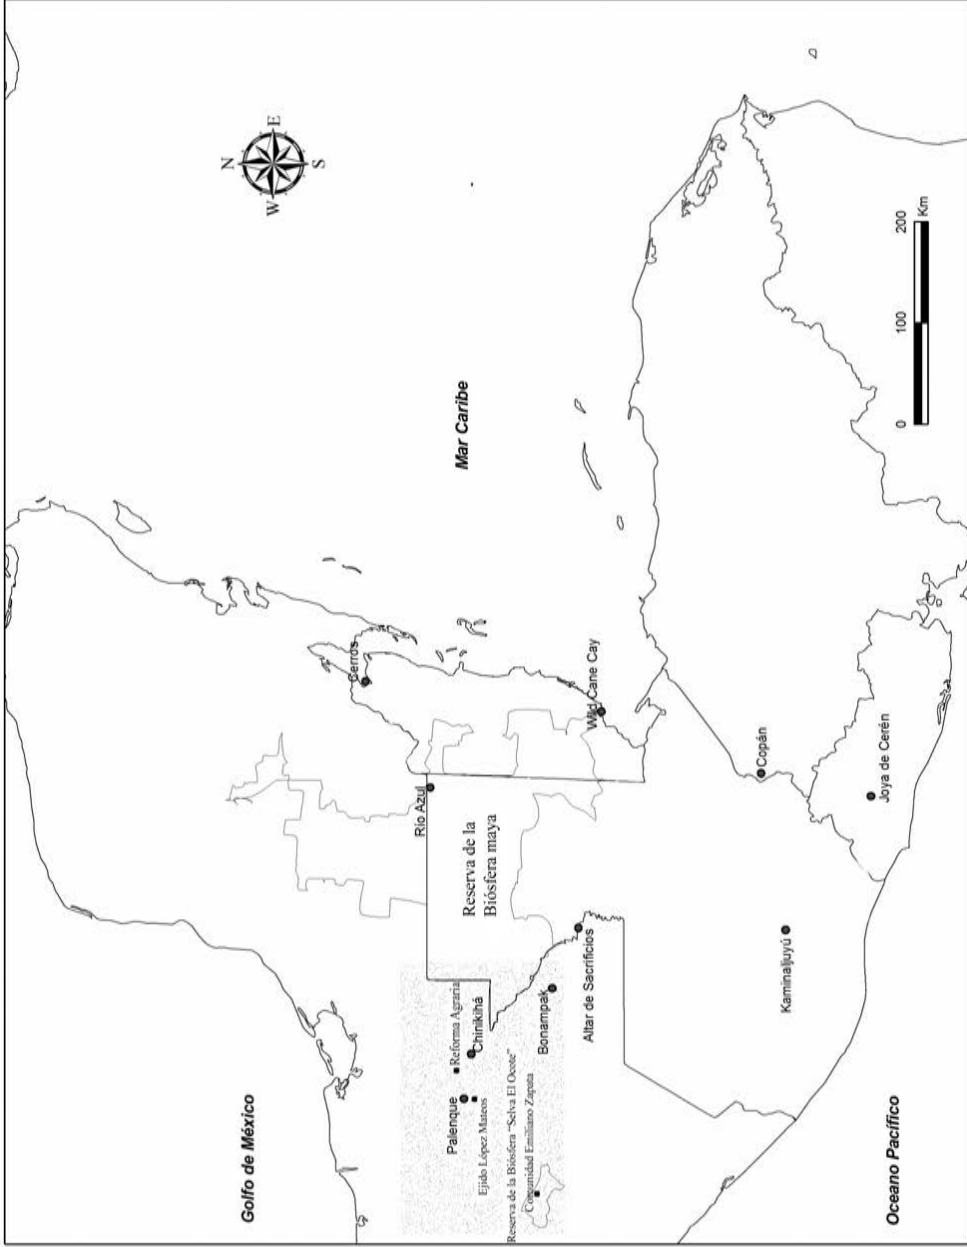 N
Golfo de México
W E
S
Cerros
Rio Azul
Palenque
Reforma Agraria
Mar Caribe
Reserva de la
Biósfera maya
Chinikihá
Ejido López Mateos
Reserva de la Biósfera "Selva El Ocote"
Comunidad Emilliano Zapata
Bonampak
Altar de Sacrificios
Wild Cane Cay
Copán
Kaminaljuyú
Joya de Cerén
Oceano Pacífico
0 100 200
Km